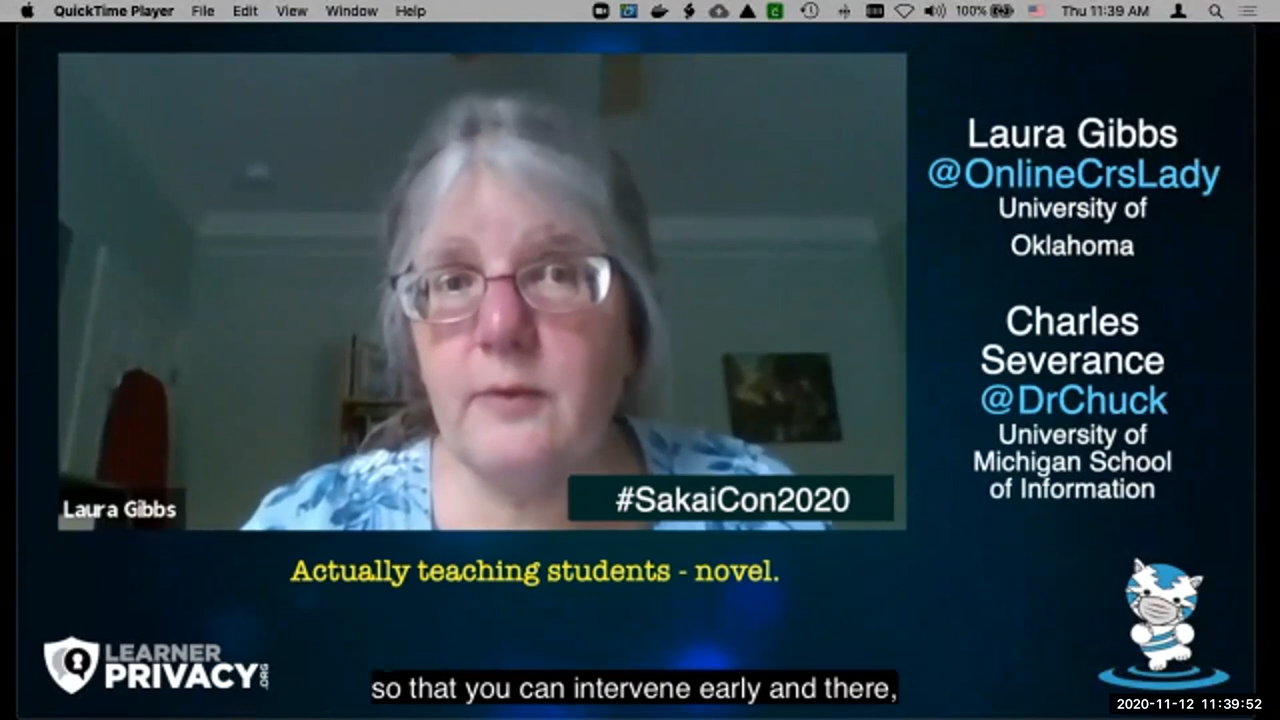 QuickTime Player File Edit View Window Help 100% Thu 11:39 AM
Laura Gibbs
@OnlineCrsLady
University of
Oklahoma
Charles
Severance
@DrChuck
University of
Michigan School
of Information
Laura Gibbs
#SakaiCon2020
Actually teaching students - novel.
LEARNER
PRIVACY.ORG
so that you can intervene early and there,
2020-11-12 11:39:52